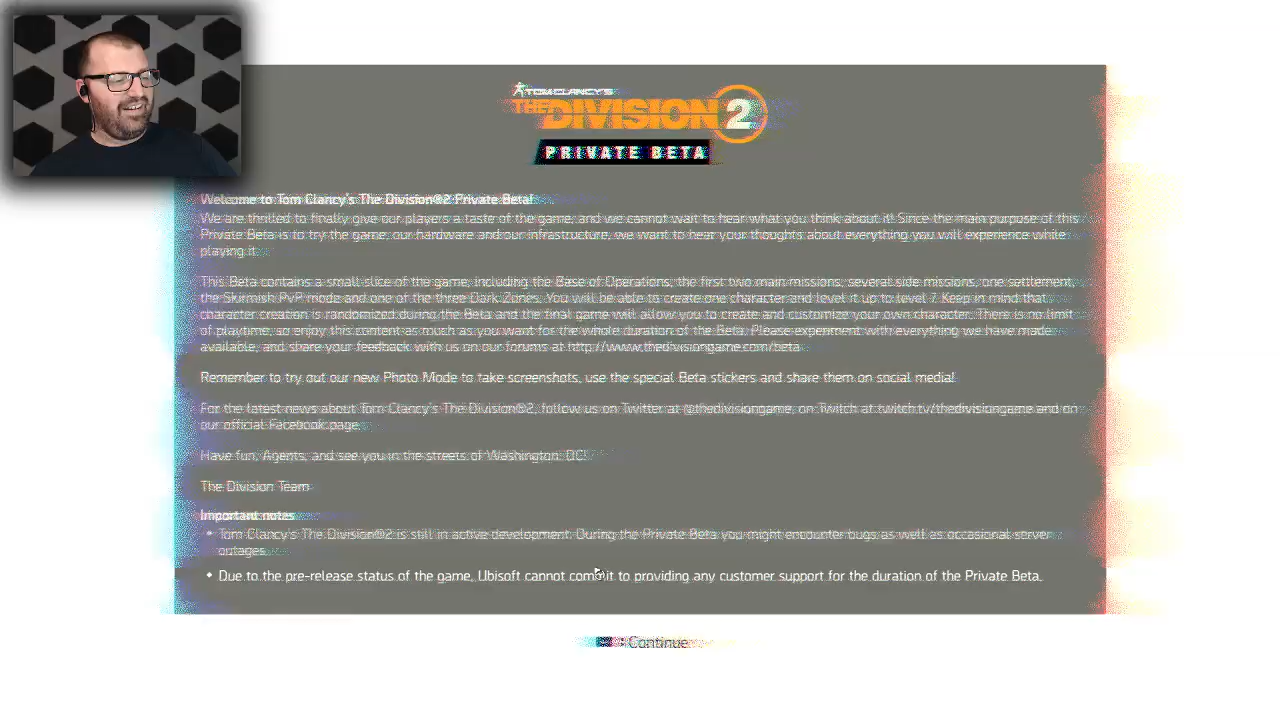 TOM CLANCY'S
THE DIVISION 2
PRIVATE BETA
Welcome to Tom Clancy's The Division®2 Private Beta!
We are thrilled to finally give our players a taste of the game, and we cannot wait to hear what you think about it! Since the main purpose of this
Private Beta is to try the game, our hardware and our infrastructure, we want to hear your thoughts about everything you will experience while
playing it.
This Beta contains a small slice of the game, including the Base of Operations, the first two main missions, several side missions, one settlement,
the Skirmish PvP mode and one of the three Dark Zones. You will be able to create one character and level it up to level 7. Keep in mind that
character creation is randomized during the Beta and the final game will allow you to create and customize your own character. There is no limit
of playtime, so enjoy this content as much as you want for the whole duration of the Beta. Please experiment with everything we have made
available, and share your feedback with us on our forums at http://www.thedivisiongame.com/beta
Remember to try out our new Photo Mode to take screenshots, use the special Beta stickers and share them on social media!
For the latest news about Tom Clancy's The Division®2, follow us on Twitter at @thedivisiongame, on Twitch at twitch.tv/thedivisiongame and on
our official Facebook page.
Have fun, Agents, and see you in the streets of Washington, DC!
The Division Team
Important notes
• Tom Clancy's The Division®2 is still in active development. During the Private Beta you might encounter bugs as well as occasional server
outages.
• Due to the pre-release status of the game, Ubisoft cannot commit to providing any customer support for the duration of the Private Beta.
Continue